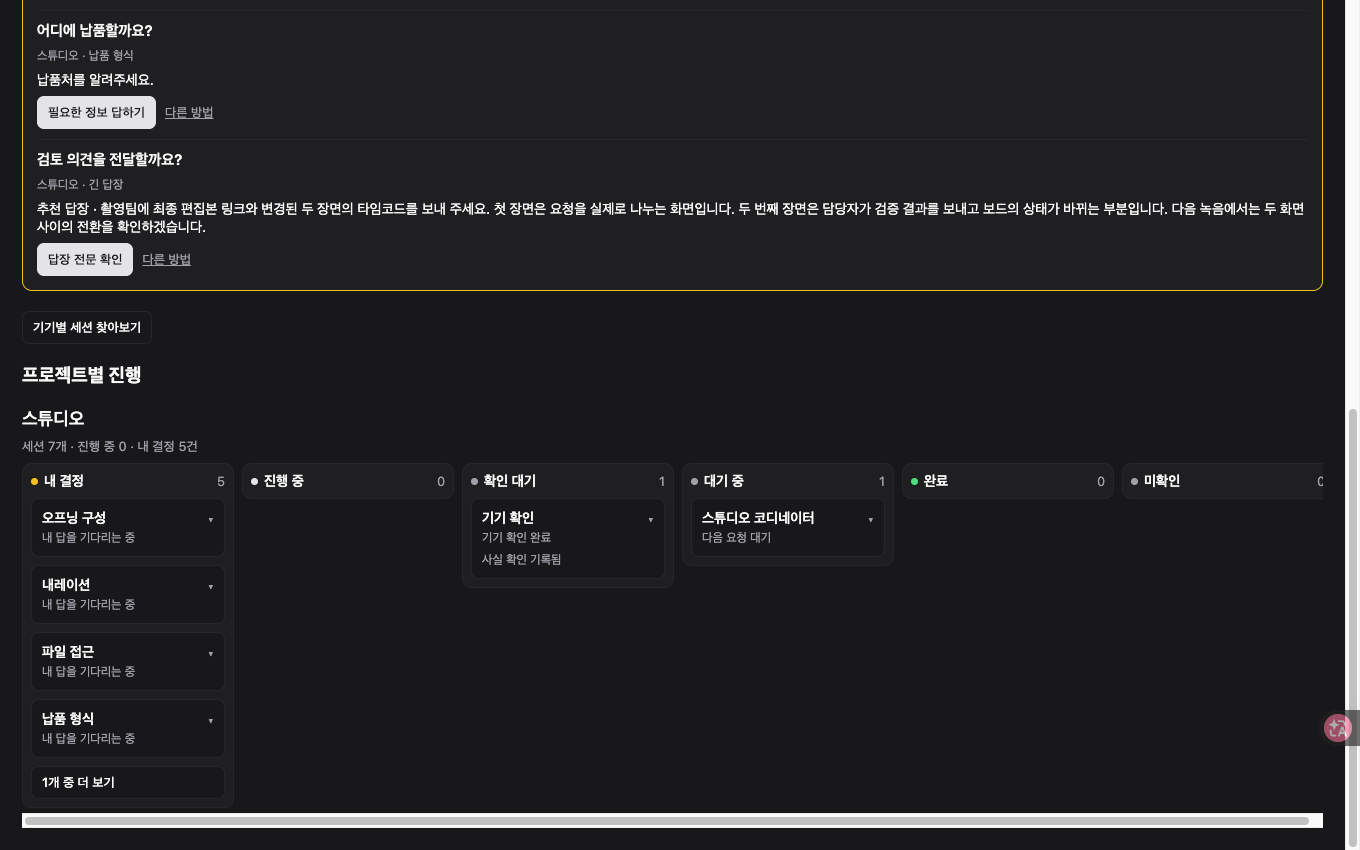 어디에 납품할까요?
스튜디오 · 납품 형식
납품처를 알려주세요.
필요한 정보 답하기 다른 방법
검토 의견을 전달할까요?
스튜디오 · 긴 답장
추천 답장 · 촬영팀에 최종 편집본 링크와 변경된 두 장면의 타임코드를 보내 주세요. 첫 장면은 요청을 실제로 나누는 화면입니다. 두 번째 장면은 담당자가 검증 결과를 보내고 보드의 상태가 바뀌는 부분입니다. 다음 녹음에서는 두 화면
사이의 전환을 확인하겠습니다.
답장 전문 확인 다른 방법
기기별 세션 찾아보기
프로젝트별 진행
스튜디오
세션 7개 · 진행 중 0 · 내 결정 5건
내 결정 5
오프닝 구성
내 답을 기다리는 중
내레이션
내 답을 기다리는 중
파일 접근
내 답을 기다리는 중
납품 형식
내 답을 기다리는 중
1개 중 더 보기
진행 중 0
확인 대기 1
기기 확인
기기 확인 완료
사실 확인 기록됨
대기 중 1
스튜디오 코디네이터
다음 요청 대기
완료 0
미확인 0